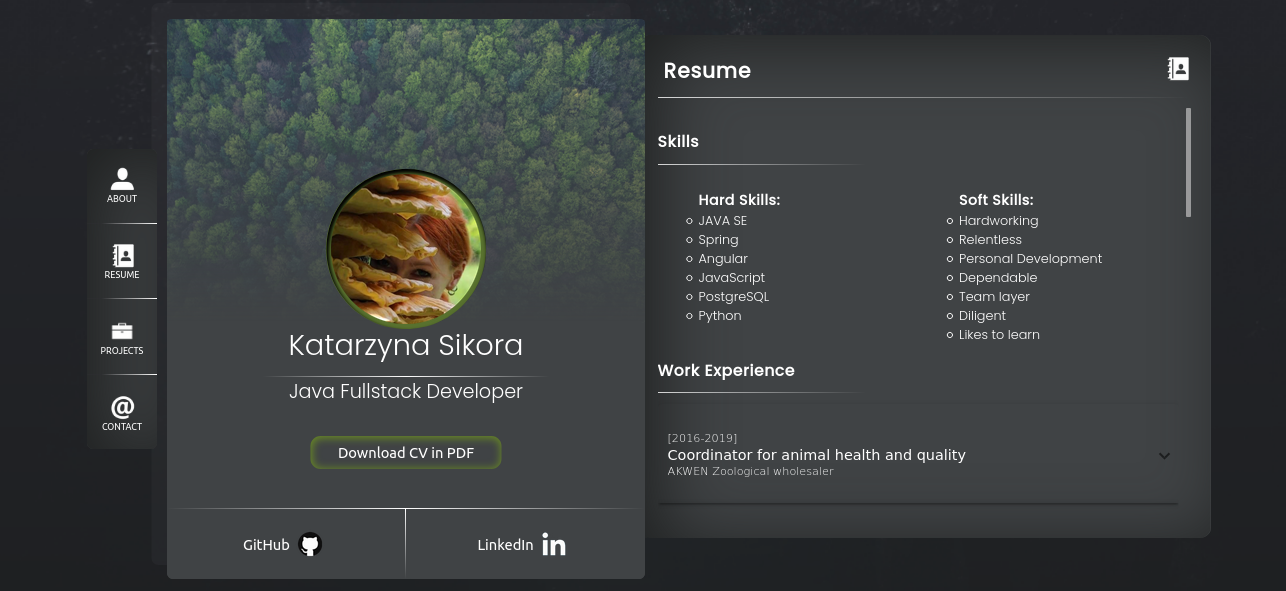 ABOUT
RESUME
PROJECTS
@
CONTACT
Katarzyna Sikora
Java Fullstack Developer
Download CV in PDF
GitHub
LinkedIn in
Resume
Skills
Hard Skills:
JAVA SE
Spring
Angular
JavaScript
PostgreSQL
Python
Soft Skills:
Hardworking
Relentless
Personal Development
Dependable
Team layer
Diligent
Likes to learn
Work Experience
[2016-2019]
Coordinator for animal health and quality
AKWEN Zoological wholesaler